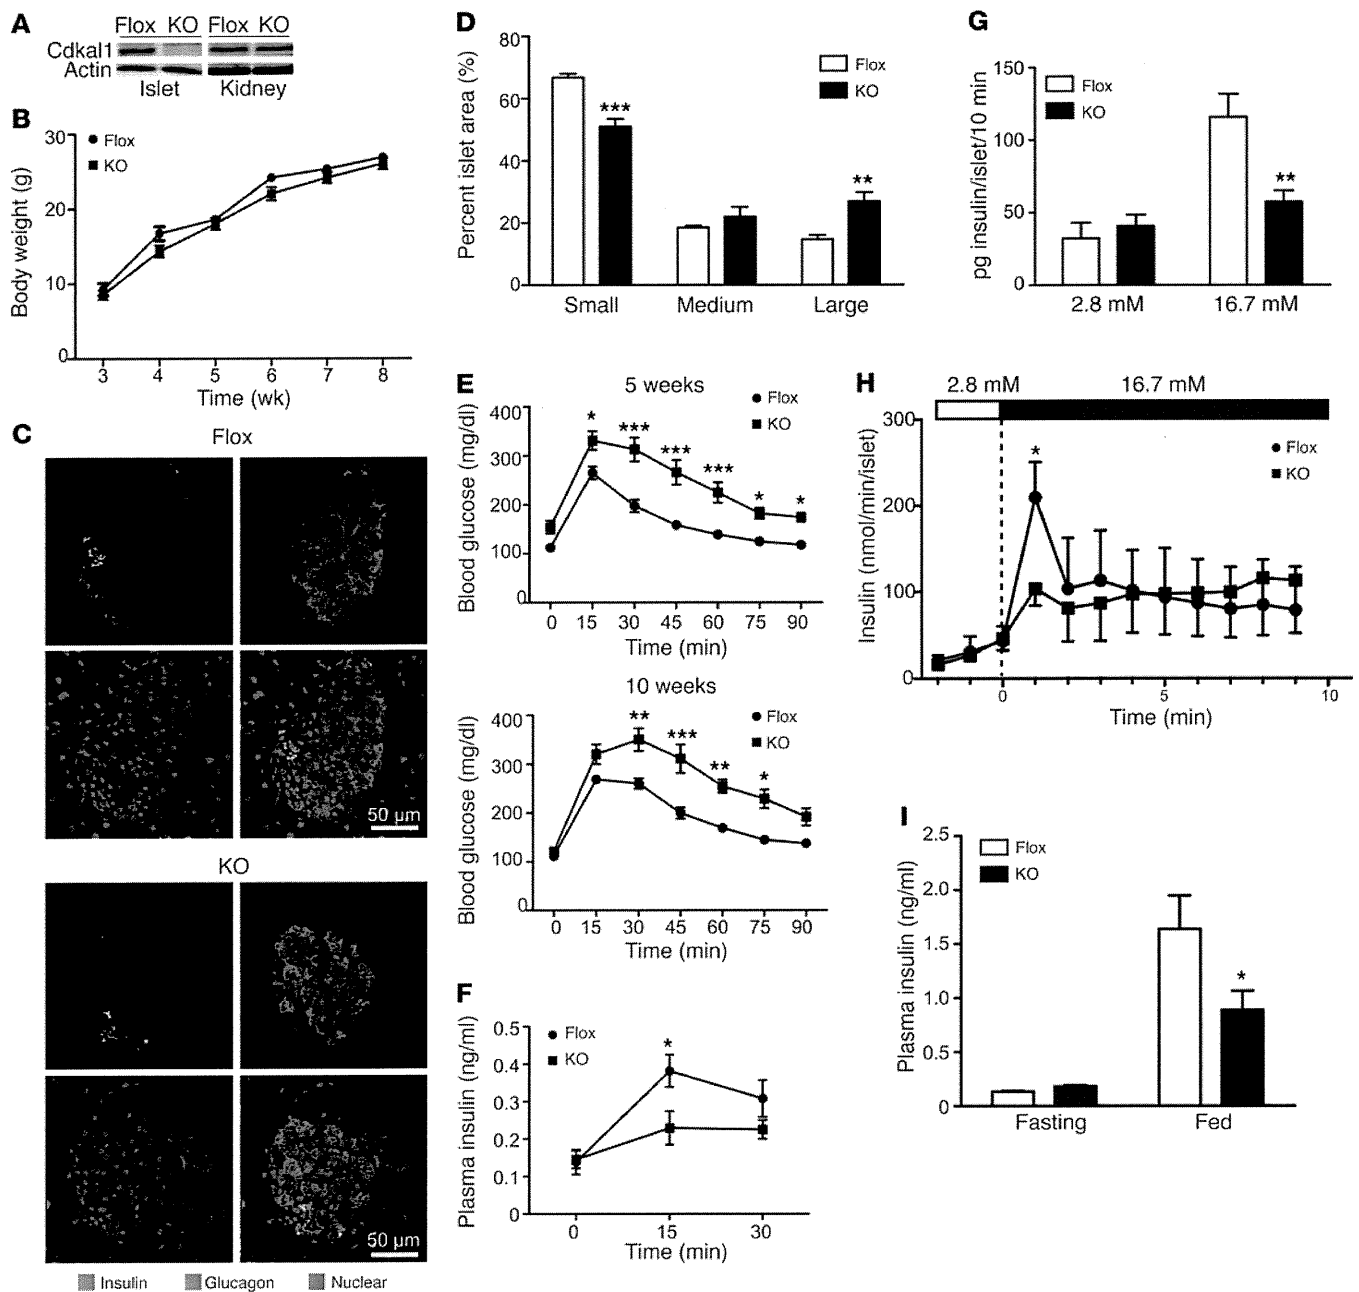 A
Flox KO Flox KO
Cdkal1
Actin
Islet Kidney
B
Body weight (g)
30
20
10
0
Flox
KO
3 4 5 6 7 8
Time (wk)
C
Flox
50 µm
KO
50 µm
Insulin Glucagon Nuclear
D
Percent islet area (%)
80
60
40
20
0
Flox
KO
***
**
Small Medium Large
E
5 weeks
Blood glucose (mg/dl)
400
300
200
100
0
Flox
KO
* *** *** *** * *
0 15 30 45 60 75 90
Time (min)
10 weeks
Blood glucose (mg/dl)
400
300
200
100
0
Flox
KO
** *** ** *
0 15 30 45 60 75 90
Time (min)
F
Plasma insulin (ng/ml)
0.5
0.4
0.3
0.2
0.1
0
Flox
KO
*
0 15 30
Time (min)
G
pg insulin/islet/10 min
150
100
50
0
Flox
KO
**
2.8 mM 16.7 mM
H
2.8 mM 16.7 mM
Insulin (nmol/min/islet)
300
200
100
0
Flox
KO
*
0 5 10
Time (min)
I
Plasma insulin (ng/ml)
2.5
2.0
1.5
1.0
0.5
0
Flox
KO
*
Fasting Fed